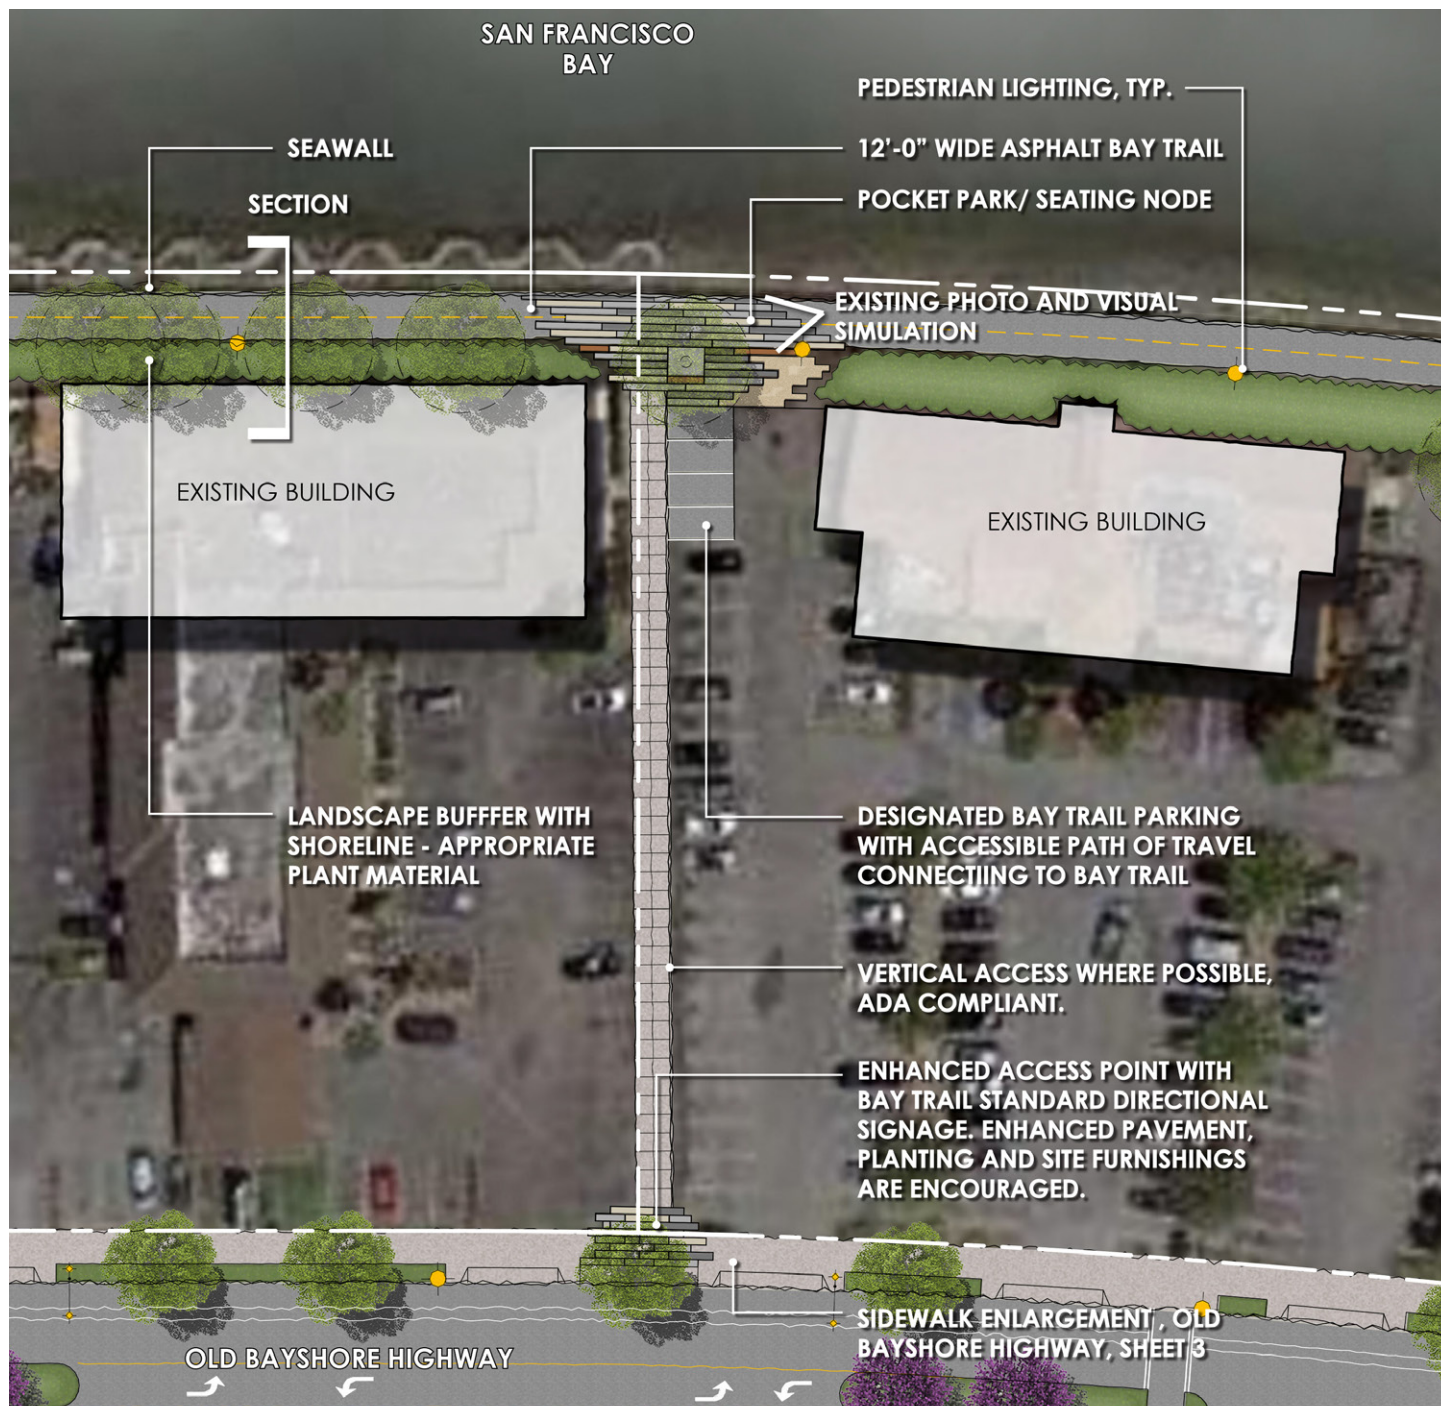 SAN FRANCISCO
BAY
PEDESTRIAN LIGHTING, TYP.
SEAWALL
12'-0" WIDE ASPHALT BAY TRAIL
SECTION
POCKET PARK/ SEATING NODE
EXISTING PHOTO AND VISUAL
SIMULATION
EXISTING BUILDING
EXISTING BUILDING
LANDSCAPE BUFFFER WITH
SHORELINE - APPROPRIATE
PLANT MATERIAL
DESIGNATED BAY TRAIL PARKING
WITH ACCESSIBLE PATH OF TRAVEL
CONNECTIING TO BAY TRAIL
VERTICAL ACCESS WHERE POSSIBLE,
ADA COMPLIANT.
ENHANCED ACCESS POINT WITH
BAY TRAIL STANDARD DIRECTIONAL
SIGNAGE. ENHANCED PAVEMENT,
PLANTING AND SITE FURNISHINGS
ARE ENCOURAGED.
SIDEWALK ENLARGEMENT , OLD
BAYSHORE HIGHWAY, SHEET 3
OLD BAYSHORE HIGHWAY